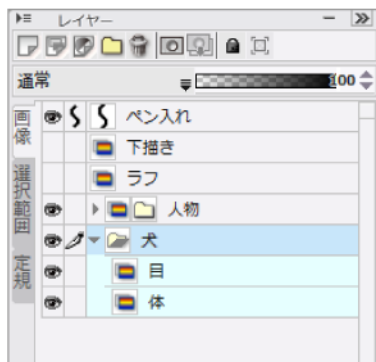 レイヤー
通常 100
画像
選択範囲
定規
ペン入れ
下描き
ラフ
人物
犬
目
体